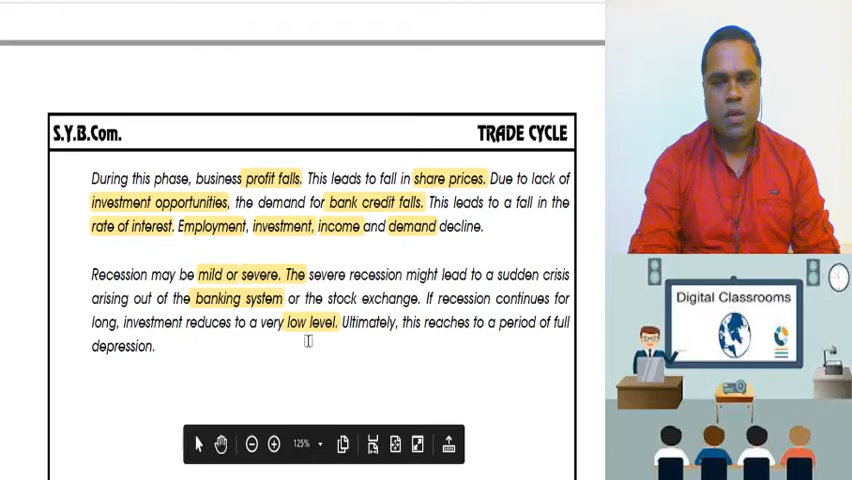 S.Y.B.Com. TRADE CYCLE
During this phase, business profit falls. This leads to fall in share prices. Due to lack of
investment opportunities, the demand for bank credit falls. This leads to a fall in the
rate of interest. Employment, investment, income and demand decline.
Recession may be mild or severe. The severe recession might lead to a sudden crisis
arising out of the banking system or the stock exchange. If recession continues for
long, investment reduces to a very low level. Ultimately, this reaches to a period of full
depression.
125%
Digital Classrooms